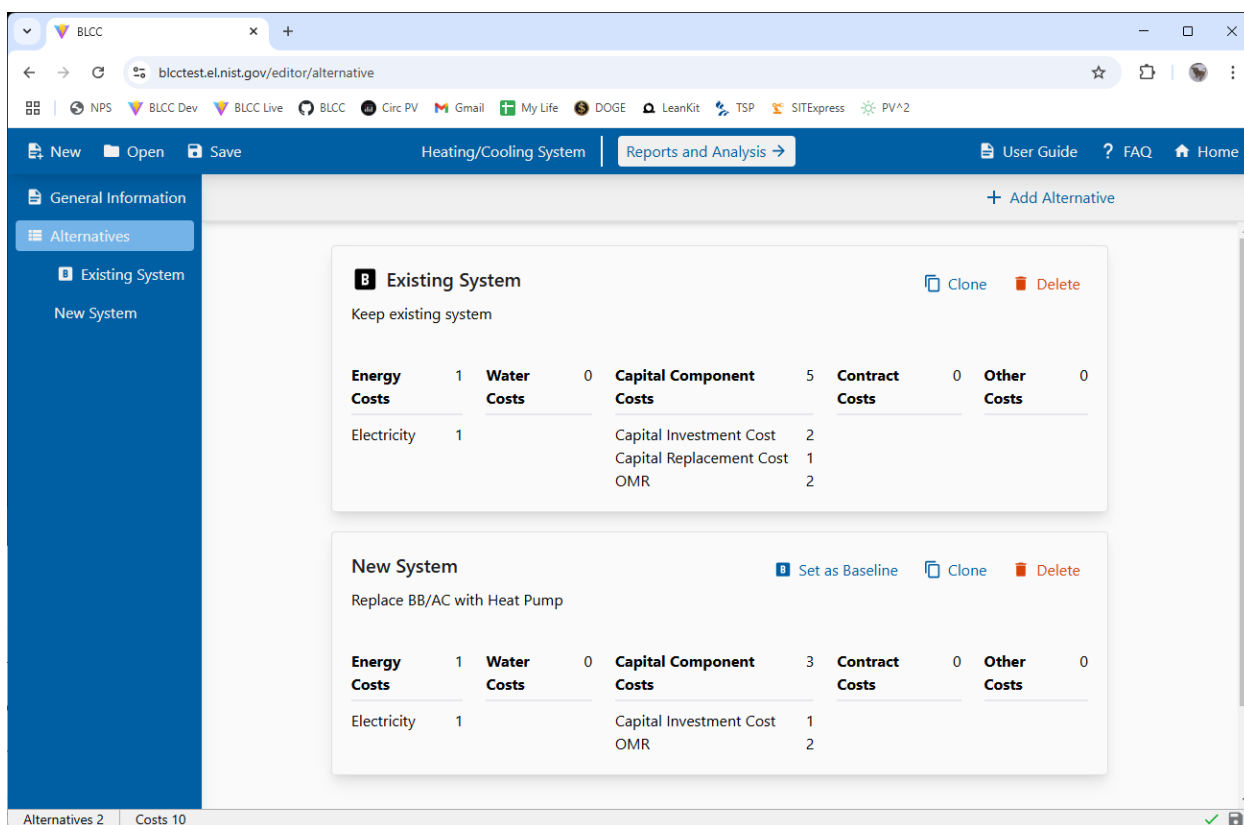 BLCC
blcctest.el.nist.gov/editor/alternative
NPS BLCC Dev BLCC Live BLCC Circ PV Gmail My Life DOGE LeanKit TSP SITExpress PV^2
New Open Save Heating/Cooling System Reports and Analysis → User Guide ? FAQ Home
General Information
+ Add Alternative
Alternatives
B Existing System
New System
B Existing System Clone Delete
Keep existing system
Energy Costs 1 Water Costs 0 Capital Component Costs 5 Contract Costs 0 Other Costs 0
Electricity 1 Capital Investment Cost 2
Capital Replacement Cost 1
OMR 2
New System B Set as Baseline Clone Delete
Replace BB/AC with Heat Pump
Energy Costs 1 Water Costs 0 Capital Component Costs 3 Contract Costs 0 Other Costs 0
Electricity 1 Capital Investment Cost 1
OMR 2
Alternatives 2 Costs 10